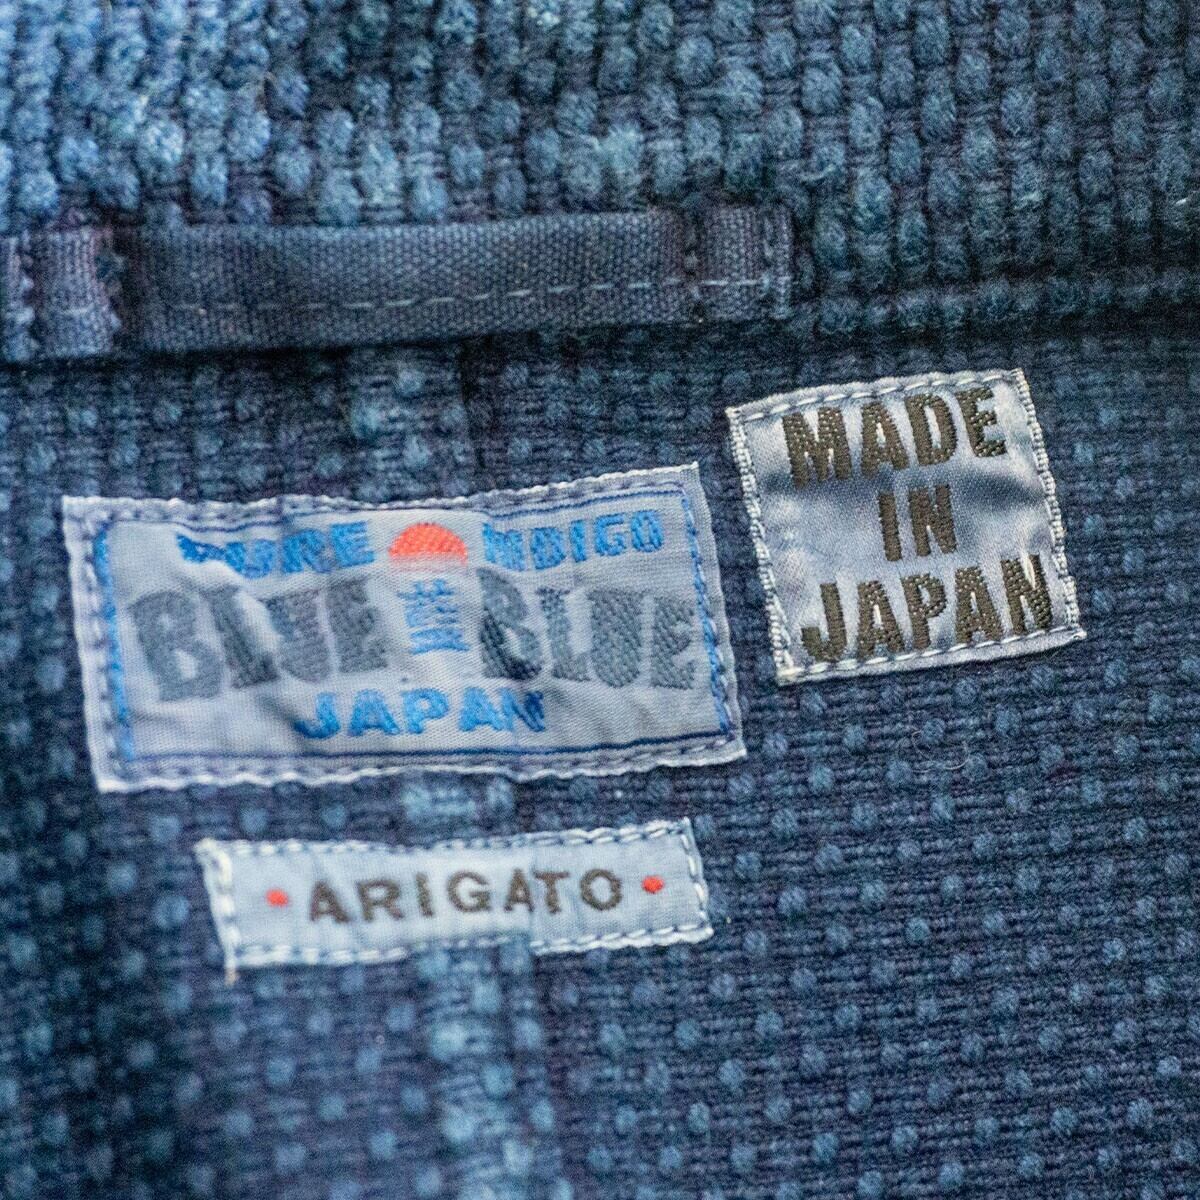 PURE INDIGO
BLUE BLUE
藍
JAPAN
MADE
IN
JAPAN
• ARIGATO •